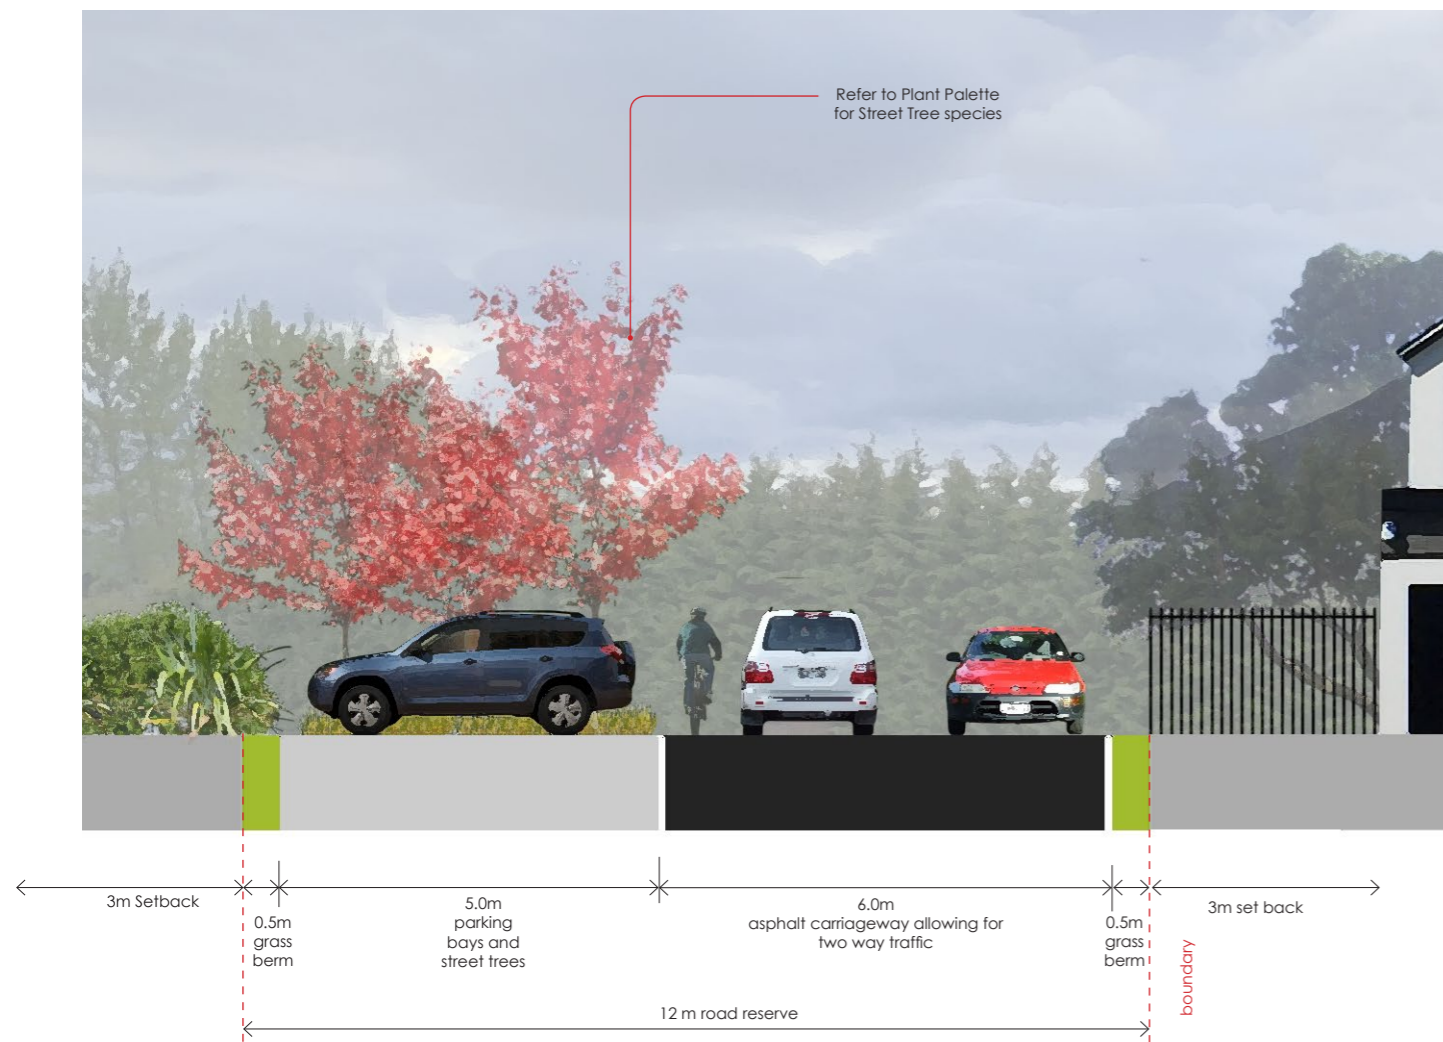 Refer to Plant Palette
for Street Tree species
3m Setback
0.5m
grass
berm
5.0m
parking
bays and
street trees
6.0m
asphalt carriageway allowing for
two way traffic
0.5m
grass
berm
3m set back
boundary
12 m road reserve